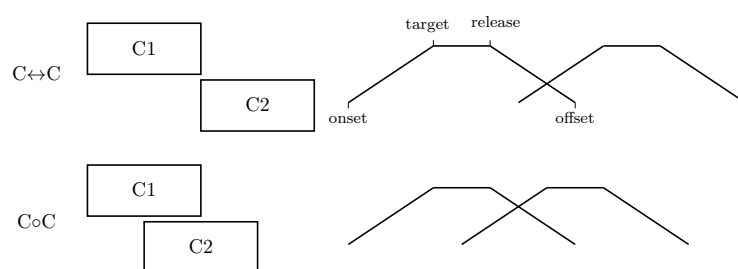 target release
C1
C↔C
C2
onset offset
C1
C∘C
C2